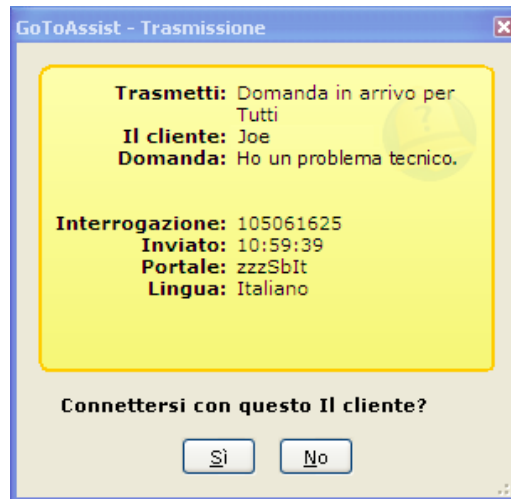 GoToAssist - Trasmissione
Trasmetti: Domanda in arrivo per
Tutti
Il cliente: Joe
Domanda: Ho un problema tecnico.
Interrogazione: 105061625
Inviato: 10:59:39
Portale: zzzSbIt
Lingua: Italiano
Connettersi con questo Il cliente?
Sì No